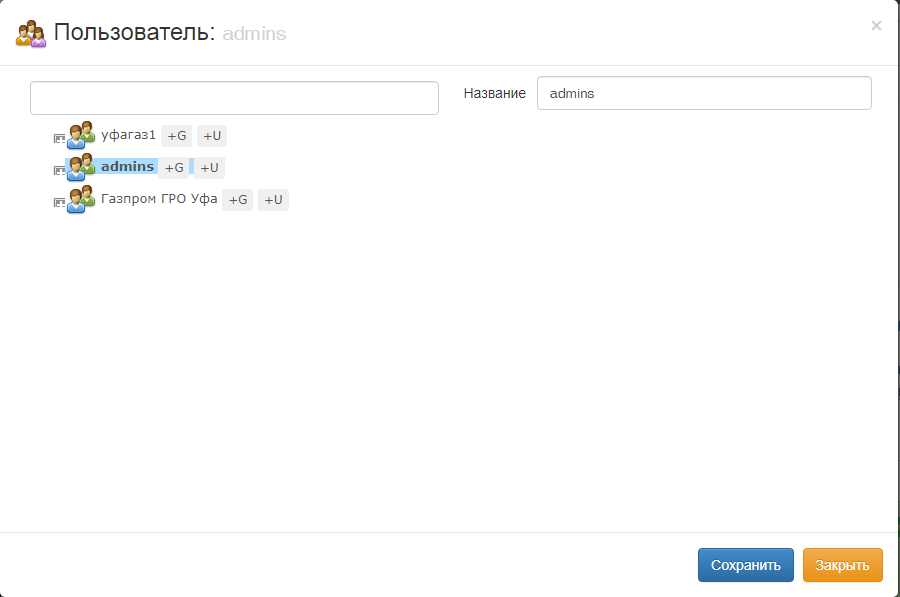 Пользователь: admins ×
Название admins
уфагаз1 +G +U
admins +G +U
Газпром ГРО Уфа +G +U
Сохранить Закрыть